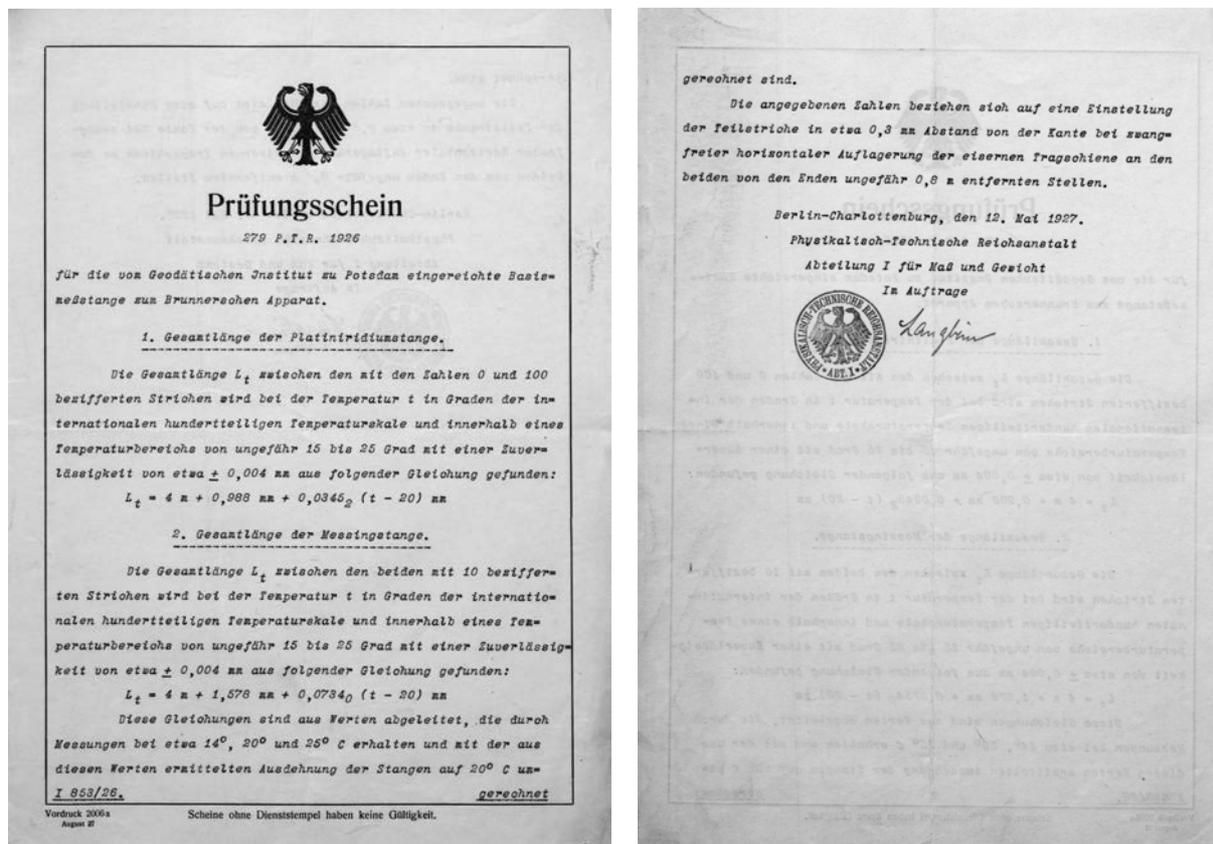 Prüfungsschein
279 P.T.R. 1926
für die vom Geodätischen Institut zu Potsdam eingereichte Basis=
meßstange zum Brunnerschen Apparat.
1. Gesamtlänge der Platiniridiumstange.
Die Gesamtlänge L_t zwischen den mit den Zahlen 0 und 100
bezifferten Strichen wird bei der Temperatur t in Graden der in=
ternationalen hundertteiligen Temperaturskale und innerhalb eines
Temperaturbereichs von ungefähr 15 bis 25 Grad mit einer Zuver=
lässigkeit von etwa ± 0,004 mm aus folgender Gleichung gefunden:
L_t = 4 m + 0,988 mm + 0,0345₂ (t - 20) mm
2. Gesamtlänge der Messingstange.
Die Gesamtlänge L_t zwischen den beiden mit 10 beziffer=
ten Strichen wird bei der Temperatur t in Graden der internatio=
nalen hundertteiligen Temperaturskale und innerhalb eines Tem=
peraturbereichs von ungefähr 15 bis 25 Grad mit einer Zuverlässig=
keit von etwa ± 0,004 mm aus folgender Gleichung gefunden:
L_t = 4 m + 1,578 mm + 0,0734₀ (t - 20) mm
Diese Gleichungen sind aus Werten abgeleitet, die durch
Messungen bei etwa 14°, 20° und 25° C erhalten und mit der aus
diesen Werten ermittelten Ausdehnung der Stangen auf 20° C um=
I 853/26. gerechnet
Vordruck 2006a
August 27
Scheine ohne Dienststempel haben keine Gültigkeit.
gerechnet sind.
Die angegebenen Zahlen beziehen sich auf eine Einstellung
der Teilstriche in etwa 0,3 mm Abstand von der Kante bei zwang=
freier horizontaler Auflagerung der eisernen Tragschiene an den
beiden von den Enden ungefähr 0,8 m entfernten Stellen.
Berlin-Charlottenburg, den 12. Mai 1927.
Physikalisch-Technische Reichsanstalt
Abteilung I für Maß und Gewicht
Im Auftrage
PHYSIKALISCH-TECHNISCHE REICHSANSTALT
ABT. I